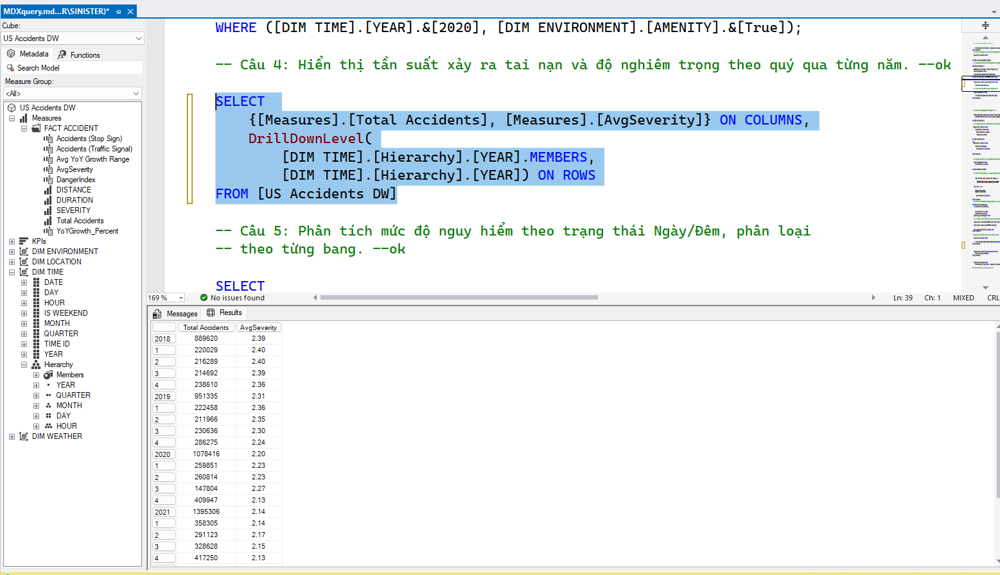 MDXquery.md...R\SINISTER)*
Cube:
US Accidents DW
Metadata
Functions
Search Model
Measure Group:
<All>
US Accidents DW
Measures
FACT ACCIDENT
Accidents (Stop Sign)
Accidents (Traffic Signal)
Avg YoY Growth Range
AvgSeverity
DangerIndex
DISTANCE
DURATION
SEVERITY
Total Accidents
YoYGrowth_Percent
KPIs
DIM ENVIRONMENT
DIM LOCATION
DIM TIME
DATE
DAY
HOUR
IS WEEKEND
MONTH
QUARTER
TIME ID
YEAR
Hierarchy
Members
YEAR
QUARTER
MONTH
DAY
HOUR
DIM WEATHER
WHERE ([DIM TIME].[YEAR].&[2020], [DIM ENVIRONMENT].[AMENITY].&[True]);
-- Câu 4: Hiển thị tần suất xảy ra tai nạn và độ nghiêm trọng theo quý qua từng năm. --ok
SELECT
{[Measures].[Total Accidents], [Measures].[AvgSeverity]} ON COLUMNS,
DrillDownLevel(
[DIM TIME].[Hierarchy].[YEAR].MEMBERS,
[DIM TIME].[Hierarchy].[YEAR]) ON ROWS
FROM [US Accidents DW]
-- Câu 5: Phân tích mức độ nguy hiểm theo trạng thái Ngày/Đêm, phân loại
-- theo từng bang. --ok
SELECT
169 %
No issues found
Ln: 39 Ch: 1 MIXED CRL
Messages Results
Total Accidents AvgSeverity
2018 889620 2.39
1 220029 2.40
2 216289 2.40
3 214692 2.39
4 238610 2.36
2019 951335 2.31
1 222458 2.36
2 211966 2.35
3 230636 2.30
4 286275 2.24
2020 1078416 2.20
1 259851 2.23
2 260814 2.23
3 147804 2.27
4 409947 2.13
2021 1395306 2.14
1 358305 2.14
2 291123 2.17
3 328628 2.15
4 417250 2.13